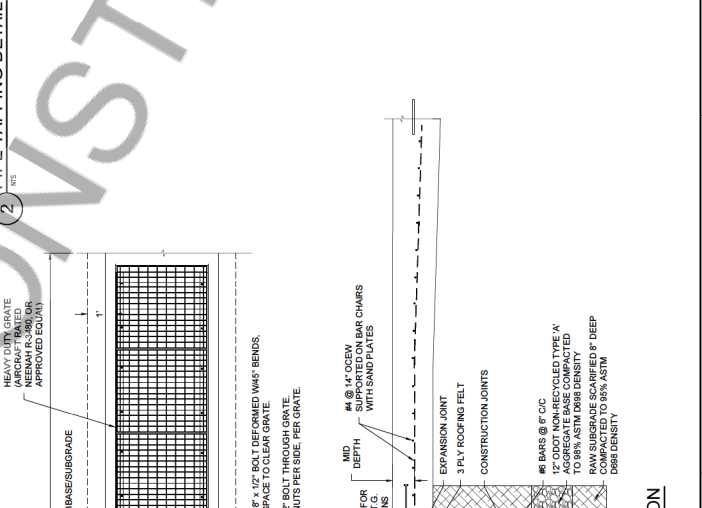 2
NTS
HEAVY DUTY GRATE
(AIRCRAFT RATED
NEENAH R-3490, OR
APPROVED EQUAL)
1'
BASE/SUBGRADE
8" x 1/2" BOLT DEFORMED W/45° BENDS,
SPACE TO CLEAR GRATE.
2" BOLT THROUGH GRATE.
NUTS PER SIDE, PER GRATE.
MID
DEPTH
#4 @ 14" OCEW
SUPPORTED ON BAR CHAIRS
WITH SAND PLATES
FOR
T.G.
NS
EXPANSION JOINT
3 PLY ROOFING FELT
CONSTRUCTION JOINTS
#6 BARS @ 6" C/C
12" ODOT NON-RECYCLED TYPE 'A'
AGGREGATE BASE COMPACTED
TO 98% ASTM D698 DENSITY
RAW SUBGRADE SCARIFIED 8" DEEP
COMPACTED TO 95% ASTM
D698 DENSITY
ON